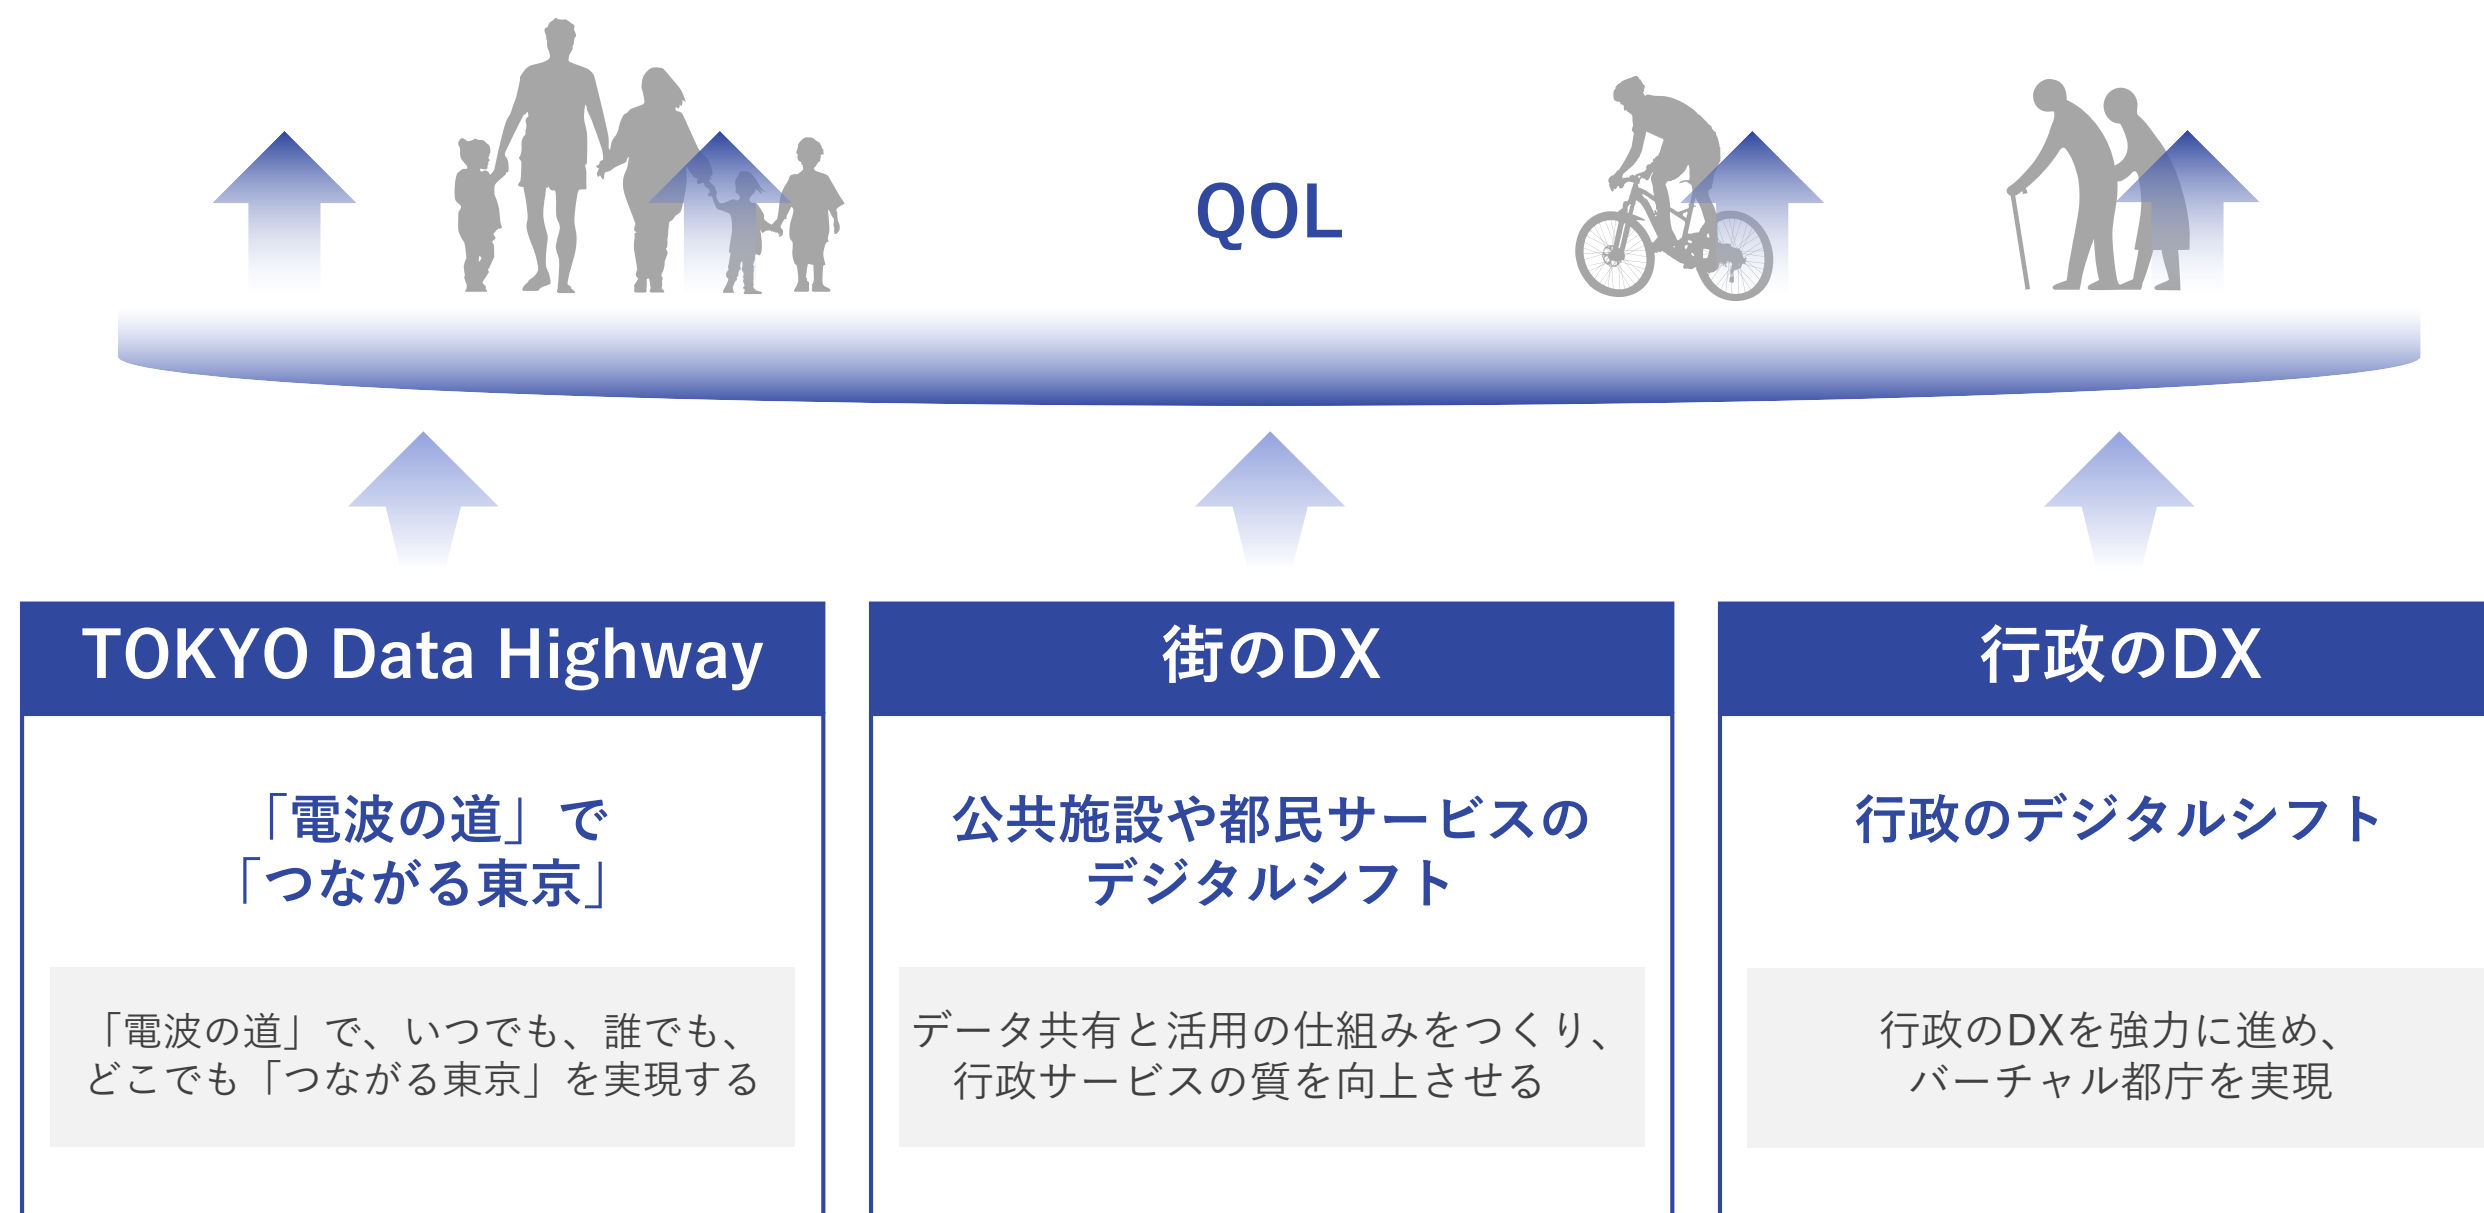 QOL
TOKYO Data Highway
「電波の道」で
「つながる東京」
「電波の道」で、いつでも、誰でも、
どこでも「つながる東京」を実現する
街のDX
公共施設や都民サービスの
デジタルシフト
データ共有と活用の仕組みをつくり、
行政サービスの質を向上させる
行政のDX
行政のデジタルシフト
行政のDXを強力に進め、
バーチャル都庁を実現